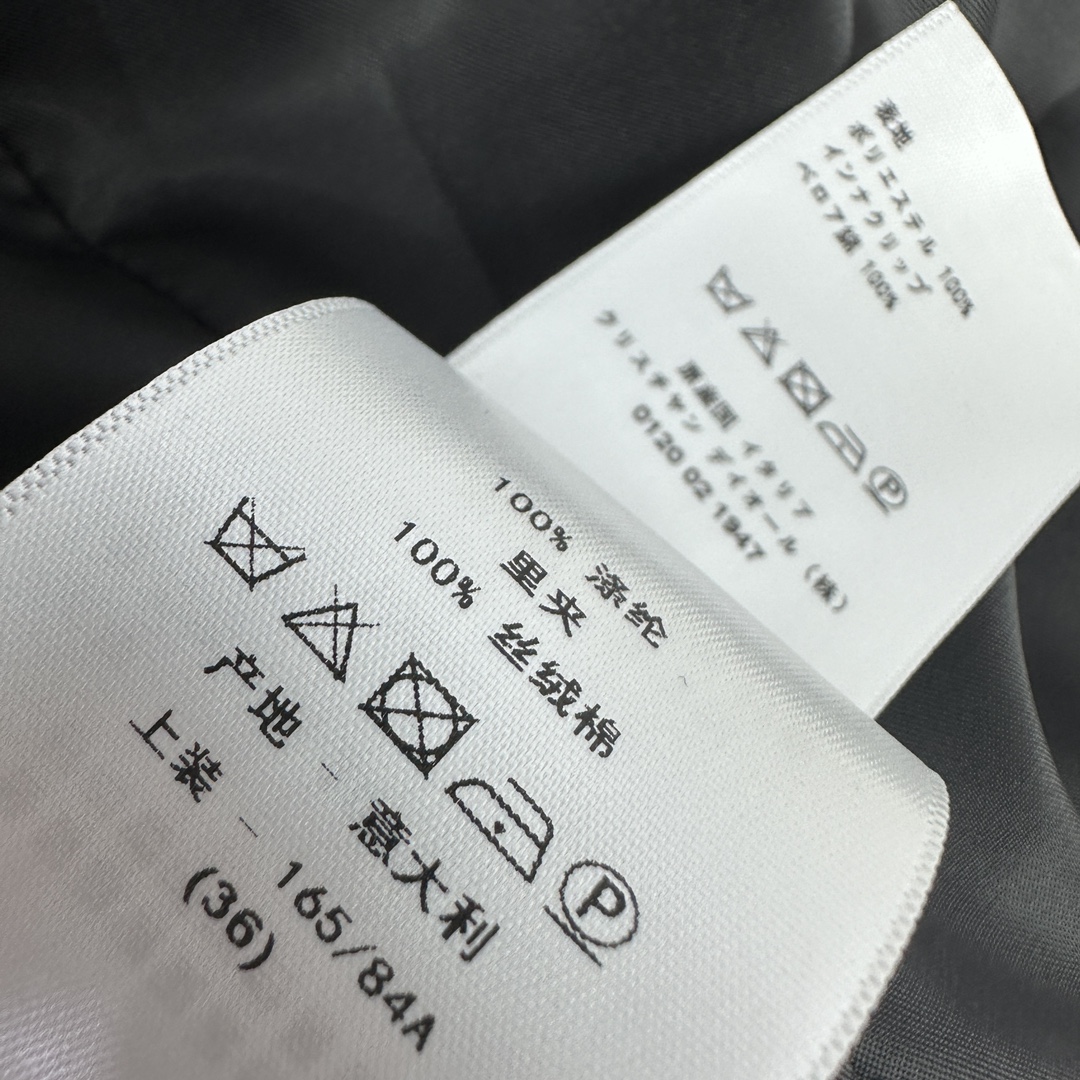 100% 涤纶
里夹
100% 丝绒棉
P
产地 - 意大利
上装 - 165/84A
(36)
表地
ポリエステル 100%
インナクリップ
ベロア綿 100%
P
原産国 イタリア
クリスチャン ディオール (株)
0120 02 1947